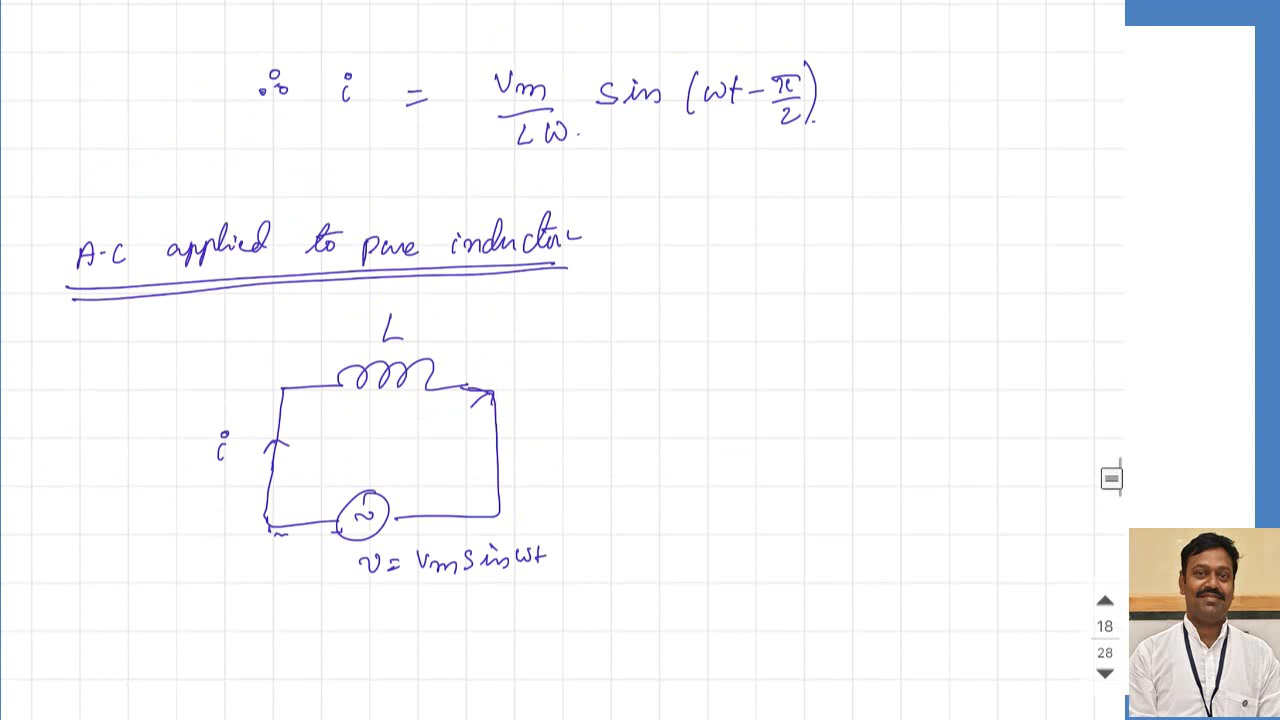 ∴ i = Vm/Lω sin (ωt - π/2).
A-C applied to pure inductor
L
i
~
v = Vm sin ωt
18
28